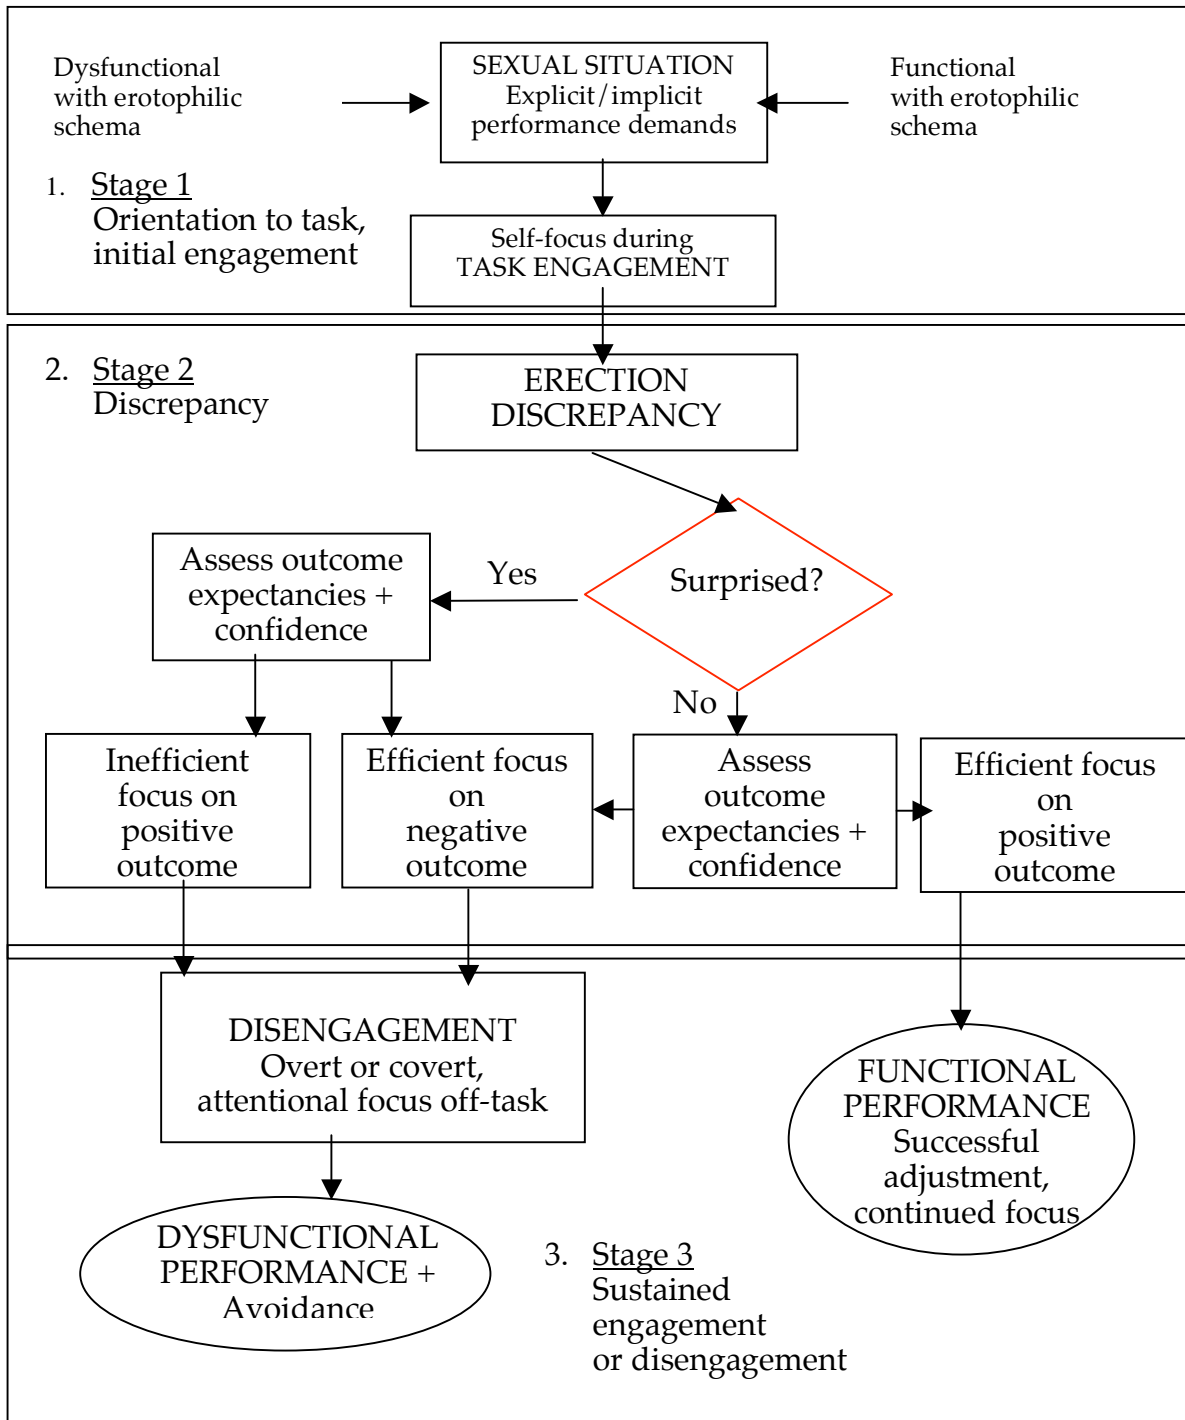 Dysfunctional
with erotophilic
schema
SEXUAL SITUATION
Explicit/implicit
performance demands
Functional
with erotophilic
schema
1. Stage 1
Orientation to task,
initial engagement
Self-focus during
TASK ENGAGEMENT
2. Stage 2
Discrepancy
ERECTION
DISCREPANCY
Surprised?
Yes
Assess outcome
expectancies +
confidence
No
Inefficient
focus on
positive
outcome
Efficient focus
on
negative
outcome
Assess
outcome
expectancies +
confidence
Efficient focus
on
positive
outcome
DISENGAGEMENT
Overt or covert,
attentional focus off-task
FUNCTIONAL
PERFORMANCE
Successful
adjustment,
continued focus
DYSFUNCTIONAL
PERFORMANCE +
Avoidance
3. Stage 3
Sustained
engagement
or disengagement